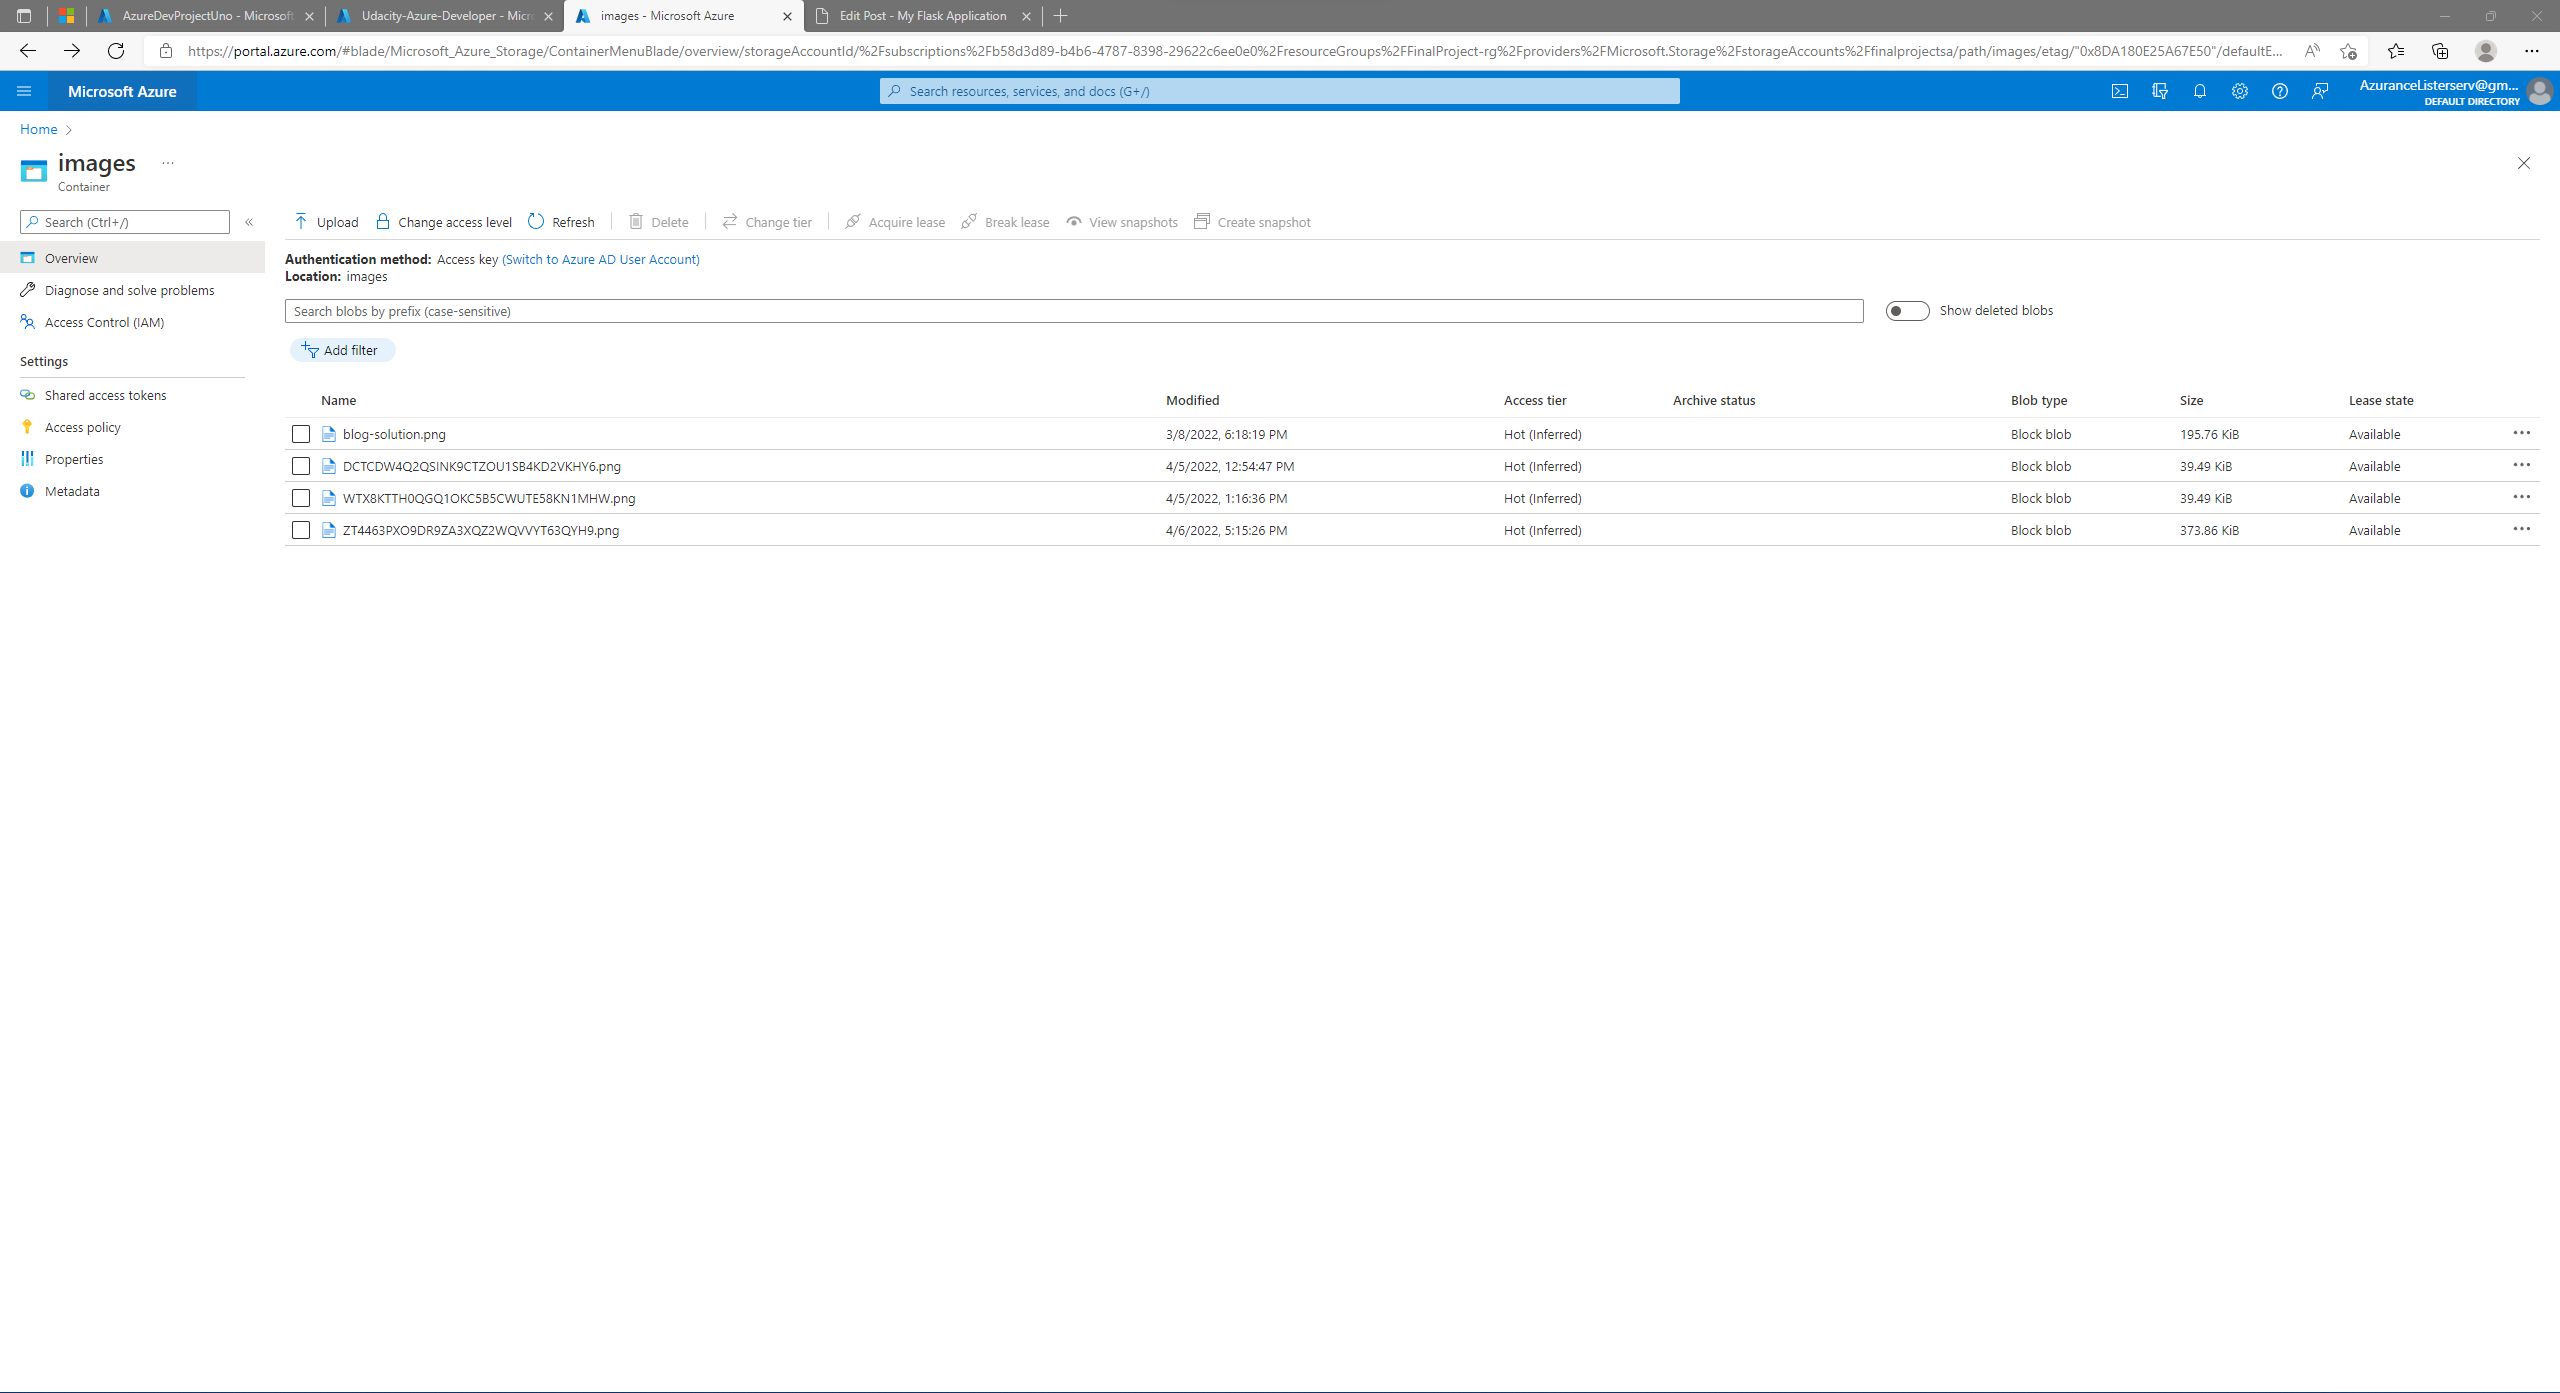 AzureDevProjectUno - Microsoft
Udacity-Azure-Developer - Micr
images - Microsoft Azure
Edit Post - My Flask Application
https://portal.azure.com/#blade/Microsoft_Azure_Storage/ContainerMenuBlade/overview/storageAccountId/%2Fsubscriptions%2Fb58d3d89-b4b6-4787-8398-29622c6ee0e0%2FresourceGroups%2FFinalProject-rg%2Fproviders%2FMicrosoft.Storage%2FstorageAccounts%2Ffinalprojectsa/path/images/etag/"0x8DA180E25A67E50"/defaultE...
Microsoft Azure
Search resources, services, and docs (G+/)
AzuranceListerserv@gm...
DEFAULT DIRECTORY
Home
images
...
Container
Search (Ctrl+/)
Overview
Diagnose and solve problems
Access Control (IAM)
Settings
Shared access tokens
Access policy
Properties
Metadata
Upload Change access level Refresh Delete Change tier Acquire lease Break lease View snapshots Create snapshot
Authentication method: Access key (Switch to Azure AD User Account)
Location: images
Search blobs by prefix (case-sensitive)
Show deleted blobs
Add filter
Name Modified Access tier Archive status Blob type Size Lease state
blog-solution.png 3/8/2022, 6:18:19 PM Hot (Inferred) Block blob 195.76 KiB Available
DCTCDW4Q2QSINK9CTZOU1SB4KD2VKHY6.png 4/5/2022, 12:54:47 PM Hot (Inferred) Block blob 39.49 KiB Available
WTX8KTTH0QGQ1OKC5B5CWUTE58KN1MHW.png 4/5/2022, 1:16:36 PM Hot (Inferred) Block blob 39.49 KiB Available
ZT4463PXO9DR9ZA3XQZ2WQVVYT63QYH9.png 4/6/2022, 5:15:26 PM Hot (Inferred) Block blob 373.86 KiB Available